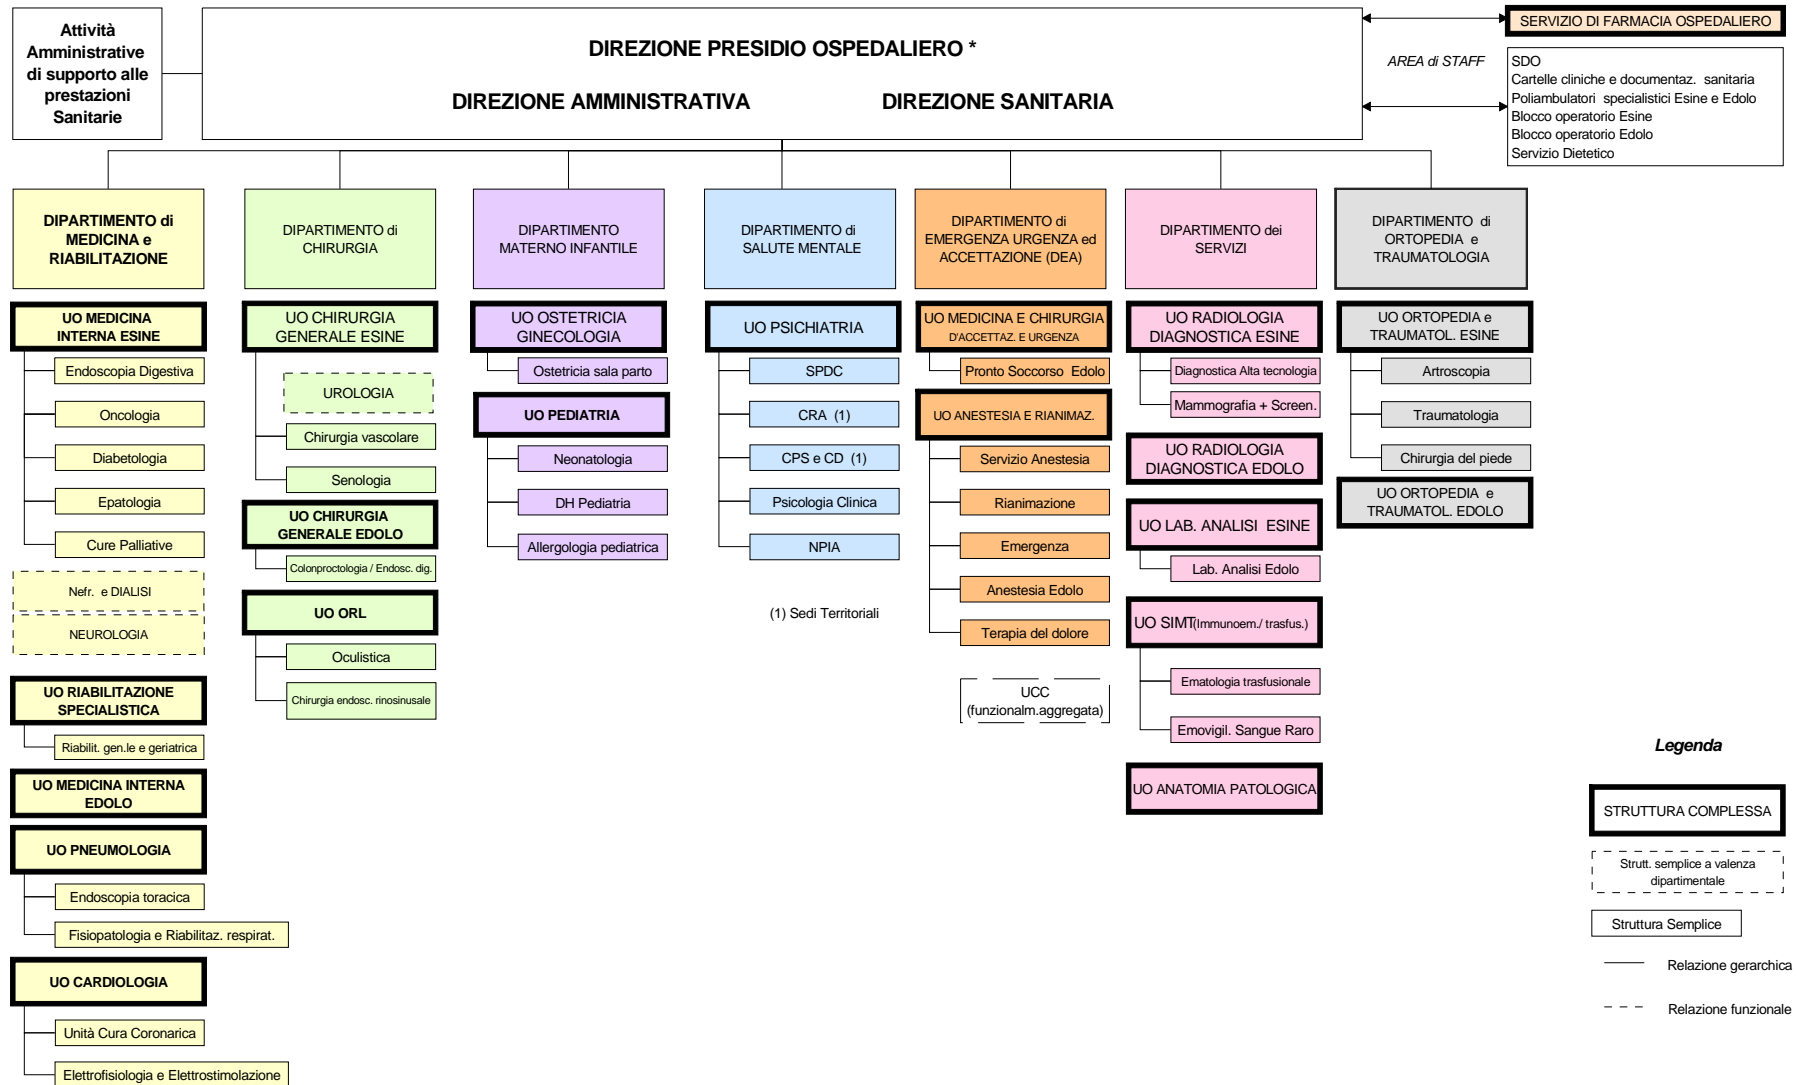 Attività
Amministrative
di supporto alle
prestazioni
Sanitarie
DIREZIONE PRESIDIO OSPEDALIERO *
DIREZIONE AMMINISTRATIVA
DIREZIONE SANITARIA
AREA di STAFF
SERVIZIO DI FARMACIA OSPEDALIERO
SDO
Cartelle cliniche e documentaz. sanitaria
Poliambulatori specialistici Esine e Edolo
Blocco operatorio Esine
Blocco operatorio Edolo
Servizio Dietetico
DIPARTIMENTO di
MEDICINA e
RIABILITAZIONE
UO MEDICINA
INTERNA ESINE
Endoscopia Digestiva
Oncologia
Diabetologia
Epatologia
Cure Palliative
Nefr. e DIALISI
NEUROLOGIA
UO RIABILITAZIONE
SPECIALISTICA
Riabilit. gen.le e geriatrica
UO MEDICINA INTERNA
EDOLO
UO PNEUMOLOGIA
Endoscopia toracica
Fisiopatologia e Riabilitaz. respirat.
UO CARDIOLOGIA
Unità Cura Coronarica
Elettrofisiologia e Elettrostimolazione
DIPARTIMENTO di
CHIRURGIA
UO CHIRURGIA
GENERALE ESINE
UROLOGIA
Chirurgia vascolare
Senologia
UO CHIRURGIA
GENERALE EDOLO
Colonproctologia / Endosc. dig.
UO ORL
Oculistica
Chirurgia endosc. rinosinusale
DIPARTIMENTO
MATERNO INFANTILE
UO OSTETRICIA
GINECOLOGIA
Ostetricia sala parto
UO PEDIATRIA
Neonatologia
DH Pediatria
Allergologia pediatrica
DIPARTIMENTO di
SALUTE MENTALE
UO PSICHIATRIA
SPDC
CRA (1)
CPS e CD (1)
Psicologia Clinica
NPIA
(1) Sedi Territoriali
DIPARTIMENTO di
EMERGENZA URGENZA ed
ACCETTAZIONE (DEA)
UO MEDICINA E CHIRURGIA
D'ACCETTAZ. E URGENZA
Pronto Soccorso Edolo
UO ANESTESIA E RIANIMAZ.
Servizio Anestesia
Rianimazione
Emergenza
Anestesia Edolo
Terapia del dolore
UCC
(funzionalm.aggregata)
DIPARTIMENTO dei
SERVIZI
UO RADIOLOGIA
DIAGNOSTICA ESINE
Diagnostica Alta tecnologia
Mammografia + Screen.
UO RADIOLOGIA
DIAGNOSTICA EDOLO
UO LAB. ANALISI ESINE
Lab. Analisi Edolo
UO SIMT(Immunoem./ trasfus.)
Ematologia trasfusionale
Emovigil. Sangue Raro
UO ANATOMIA PATOLOGICA
DIPARTIMENTO di
ORTOPEDIA e
TRAUMATOLOGIA
UO ORTOPEDIA e
TRAUMATOL. ESINE
Artroscopia
Traumatologia
Chirurgia del piede
UO ORTOPEDIA e
TRAUMATOL. EDOLO
Legenda
STRUTTURA COMPLESSA
Strutt. semplice a valenza
dipartimentale
Struttura Semplice
Relazione gerarchica
Relazione funzionale